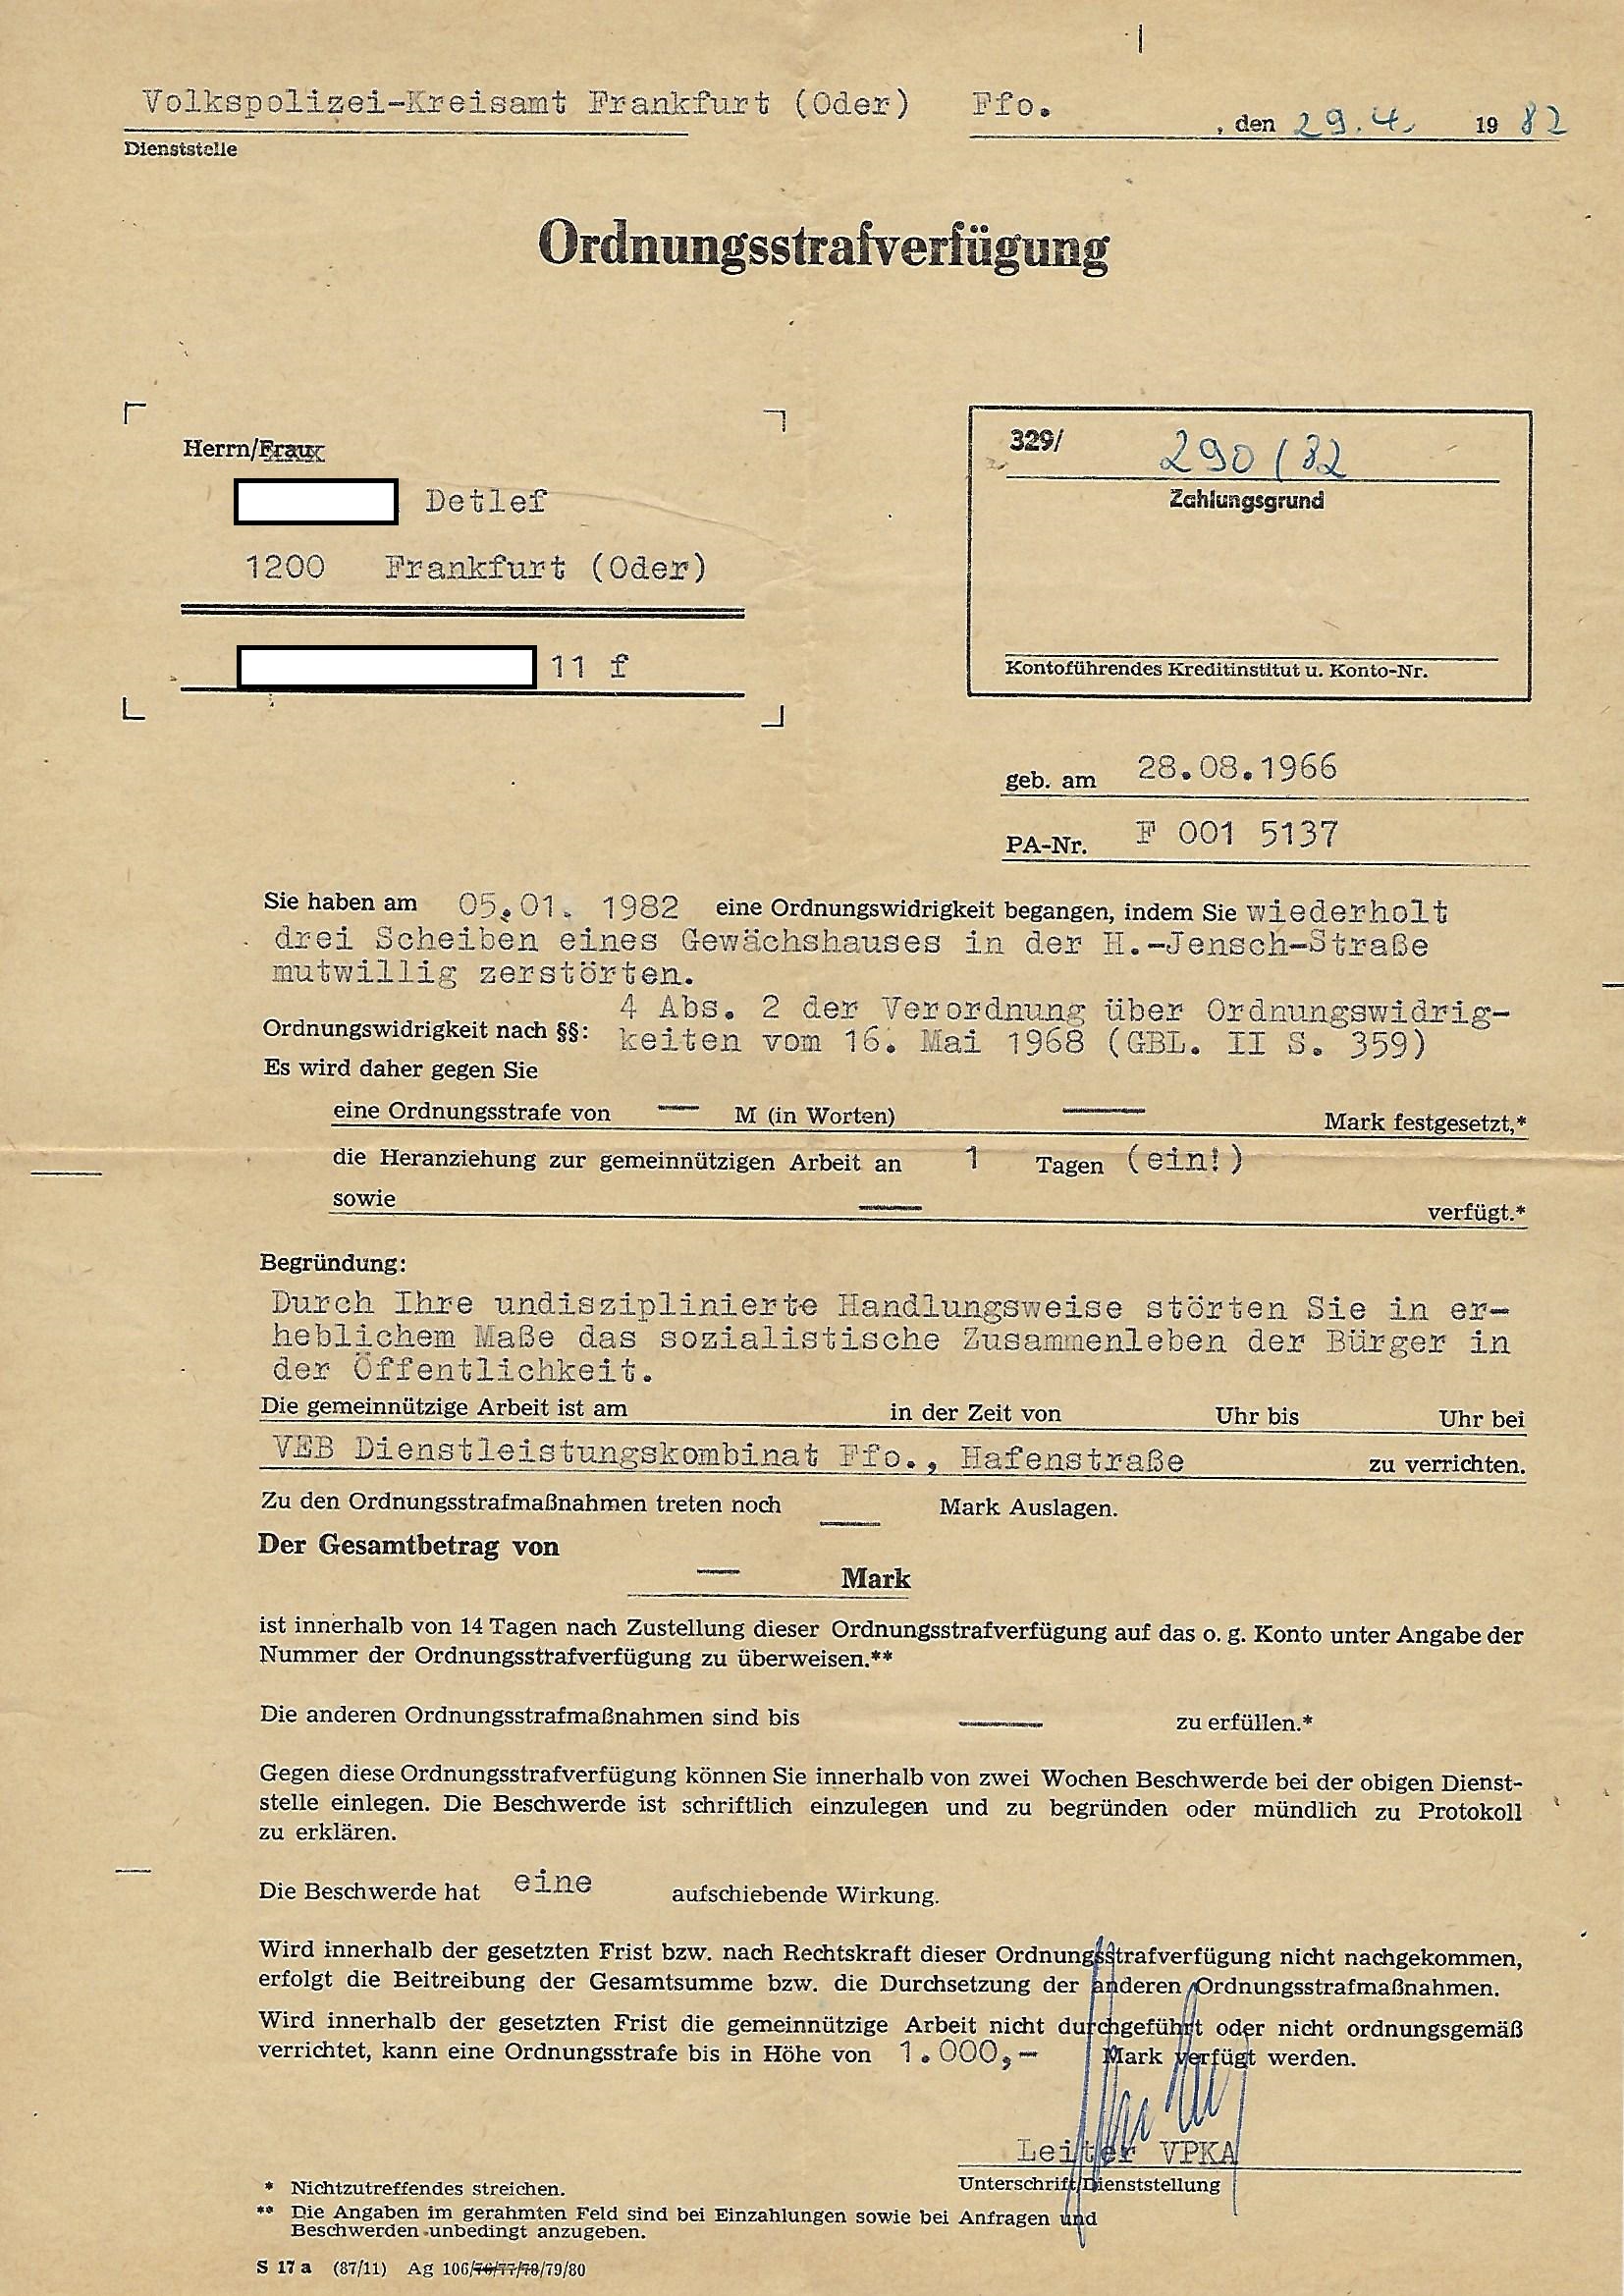 Volkspolizei-Kreisamt Frankfurt (Oder) Ffo. , den 29.4. 19 82
Dienststelle
Ordnungsstrafverfügung
Herrn/Frau
Detlef
1200 Frankfurt (Oder)
11 f
329/ 290/82
Zahlungsgrund
Kontoführendes Kreditinstitut u. Konto-Nr.
geb. am 28.08.1966
PA-Nr. F 001 5137
Sie haben am 05.01. 1982 eine Ordnungswidrigkeit begangen, indem Sie wiederholt
drei Scheiben eines Gewächshauses in der H.-Jensch-Straße
mutwillig zerstörten.
4 Abs. 2 der Verordnung über Ordnungswidrig-
Ordnungswidrigkeit nach §§: keiten vom 16. Mai 1968 (GBL. II S. 359)
Es wird daher gegen Sie
eine Ordnungsstrafe von — M (in Worten) — Mark festgesetzt,*
die Heranziehung zur gemeinnützigen Arbeit an 1 Tagen (ein!)
sowie — verfügt.*
Begründung:
Durch Ihre undisziplinierte Handlungsweise störten Sie in er-
heblichem Maße das sozialistische Zusammenleben der Bürger in
der Öffentlichkeit.
Die gemeinnützige Arbeit ist am in der Zeit von Uhr bis Uhr bei
VEB Dienstleistungskombinat Ffo., Hafenstraße zu verrichten.
Zu den Ordnungsstrafmaßnahmen treten noch — Mark Auslagen.
Der Gesamtbetrag von
— Mark
ist innerhalb von 14 Tagen nach Zustellung dieser Ordnungsstrafverfügung auf das o. g. Konto unter Angabe der
Nummer der Ordnungsstrafverfügung zu überweisen.**
Die anderen Ordnungsstrafmaßnahmen sind bis — zu erfüllen.*
Gegen diese Ordnungsstrafverfügung können Sie innerhalb von zwei Wochen Beschwerde bei der obigen Dienst-
stelle einlegen. Die Beschwerde ist schriftlich einzulegen und zu begründen oder mündlich zu Protokoll
zu erklären.
Die Beschwerde hat eine aufschiebende Wirkung.
Wird innerhalb der gesetzten Frist bzw. nach Rechtskraft dieser Ordnungsstrafverfügung nicht nachgekommen,
erfolgt die Beitreibung der Gesamtsumme bzw. die Durchsetzung der anderen Ordnungsstrafmaßnahmen.
Wird innerhalb der gesetzten Frist die gemeinnützige Arbeit nicht durchgeführt oder nicht ordnungsgemäß
verrichtet, kann eine Ordnungsstrafe bis in Höhe von 1.000,- Mark verfügt werden.
Leiter VPKA
Unterschrift/Dienststellung
* Nichtzutreffendes streichen.
** Die Angaben im gerahmten Feld sind bei Einzahlungen sowie bei Anfragen und
Beschwerden unbedingt anzugeben.
S 17 a (87/11) Ag 106/76/77/78/79/80